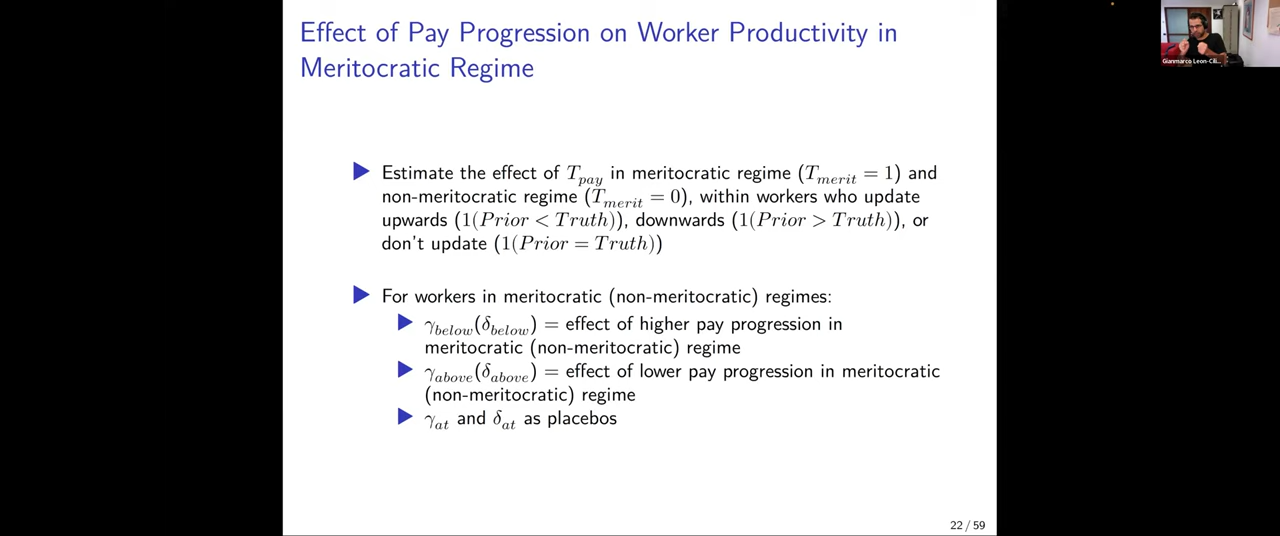 Effect of Pay Progression on Worker Productivity in
Meritocratic Regime
Gianmarco Leon-Cili...
▶ Estimate the effect of T_pay in meritocratic regime (T_merit = 1) and
non-meritocratic regime (T_merit = 0), within workers who update
upwards (1(Prior < Truth)), downwards (1(Prior > Truth)), or
don't update (1(Prior = Truth))
▶ For workers in meritocratic (non-meritocratic) regimes:
▶ γ_below(δ_below) = effect of higher pay progression in
meritocratic (non-meritocratic) regime
▶ γ_above(δ_above) = effect of lower pay progression in meritocratic
(non-meritocratic) regime
▶ γ_at and δ_at as placebos
22 / 59